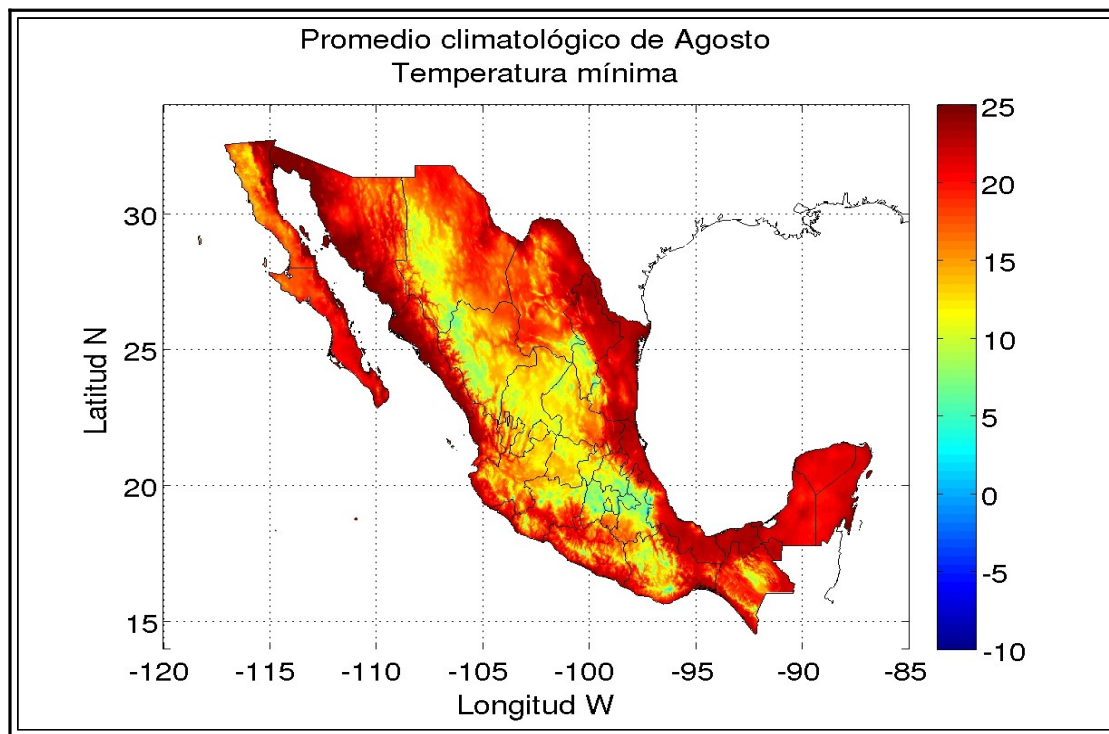 Promedio climatológico de Agosto
Temperatura mínima
Latitud N
30
25
20
15
-120 -115 -110 -105 -100 -95 -90 -85
Longitud W
25
20
15
10
5
0
-5
-10